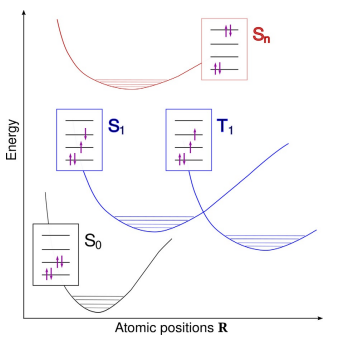 Sn
S1
T1
S0
Energy
Atomic positions R